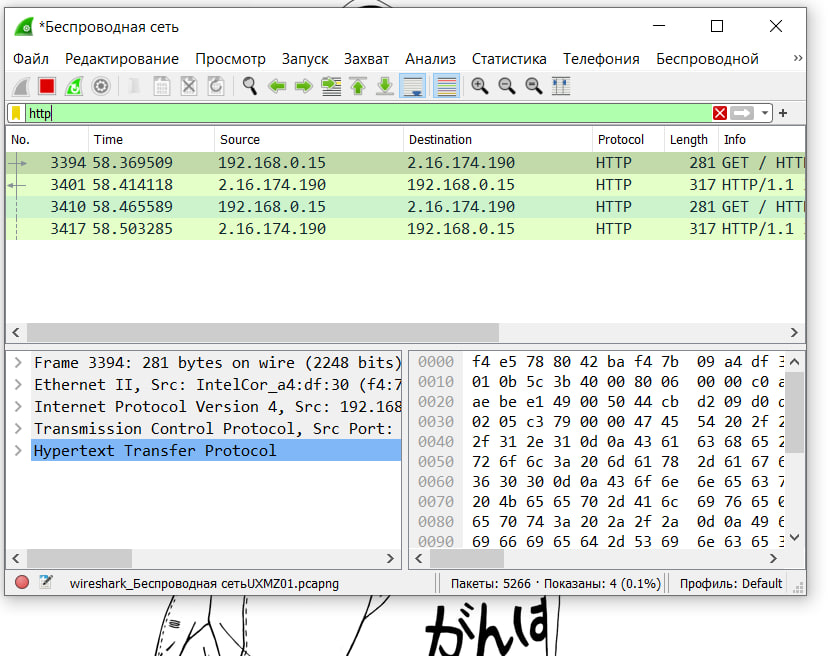 *Беспроводная сеть
Файл Редактирование Просмотр Запуск Захват Анализ Статистика Телефония Беспроводной »
http
No. Time Source Destination Protocol Length Info
3394 58.369509 192.168.0.15 2.16.174.190 HTTP 281 GET / HTT
3401 58.414118 2.16.174.190 192.168.0.15 HTTP 317 HTTP/1.1
3410 58.465589 192.168.0.15 2.16.174.190 HTTP 281 GET / HTT
3417 58.503285 2.16.174.190 192.168.0.15 HTTP 317 HTTP/1.1
Frame 3394: 281 bytes on wire (2248 bits)
Ethernet II, Src: IntelCor_a4:df:30 (f4:7
Internet Protocol Version 4, Src: 192.168
Transmission Control Protocol, Src Port:
Hypertext Transfer Protocol
0000 f4 e5 78 80 42 ba f4 7b 09 a4 df 3
0010 01 0b 5c 3b 40 00 80 06 00 00 c0 a
0020 ae be e1 49 00 50 44 cb d2 09 d0
0030 02 05 c3 79 00 00 47 45 54 20 2f 2
0040 2f 31 2e 31 0d 0a 43 61 63 68 65 2
0050 72 6f 6c 3a 20 6d 61 78 2d 61 67 6
0060 36 30 30 0d 0a 43 6f 6e 6e 65 63 7
0070 20 4b 65 65 70 2d 41 6c 69 76 65 0
0080 65 70 74 3a 20 2a 2f 2a 0d 0a 49 6
0090 69 66 69 65 64 2d 53 69 6e 63 65 3
wireshark_Беспроводная сетьUXMZ01.pcapng
Пакеты: 5266 · Показаны: 4 (0.1%)
Профиль: Default
がんは